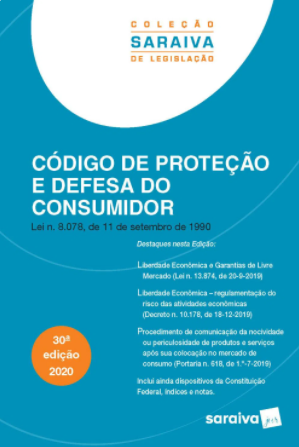 COLEÇÃO
SARAIVA
DE LEGISLAÇÃO
CÓDIGO DE PROTEÇÃO
E DEFESA DO
CONSUMIDOR
Lei n. 8.078, de 11 de setembro de 1990
Destaques nesta Edição:
Liberdade Econômica e Garantias de Livre
Mercado (Lei n. 13.874, de 20-9-2019)
Liberdade Econômica – regulamentação do
risco das atividades econômicas
(Decreto n. 10.178, de 18-12-2019)
Procedimento de comunicação da nocividade
ou periculosidade de produtos e serviços
após sua colocação no mercado de
consumo (Portaria n. 618, de 1.º-7-2019)
Inclui ainda dispositivos da Constituição
Federal, índices e notas.
30ª
edição
2020
saraiva jur